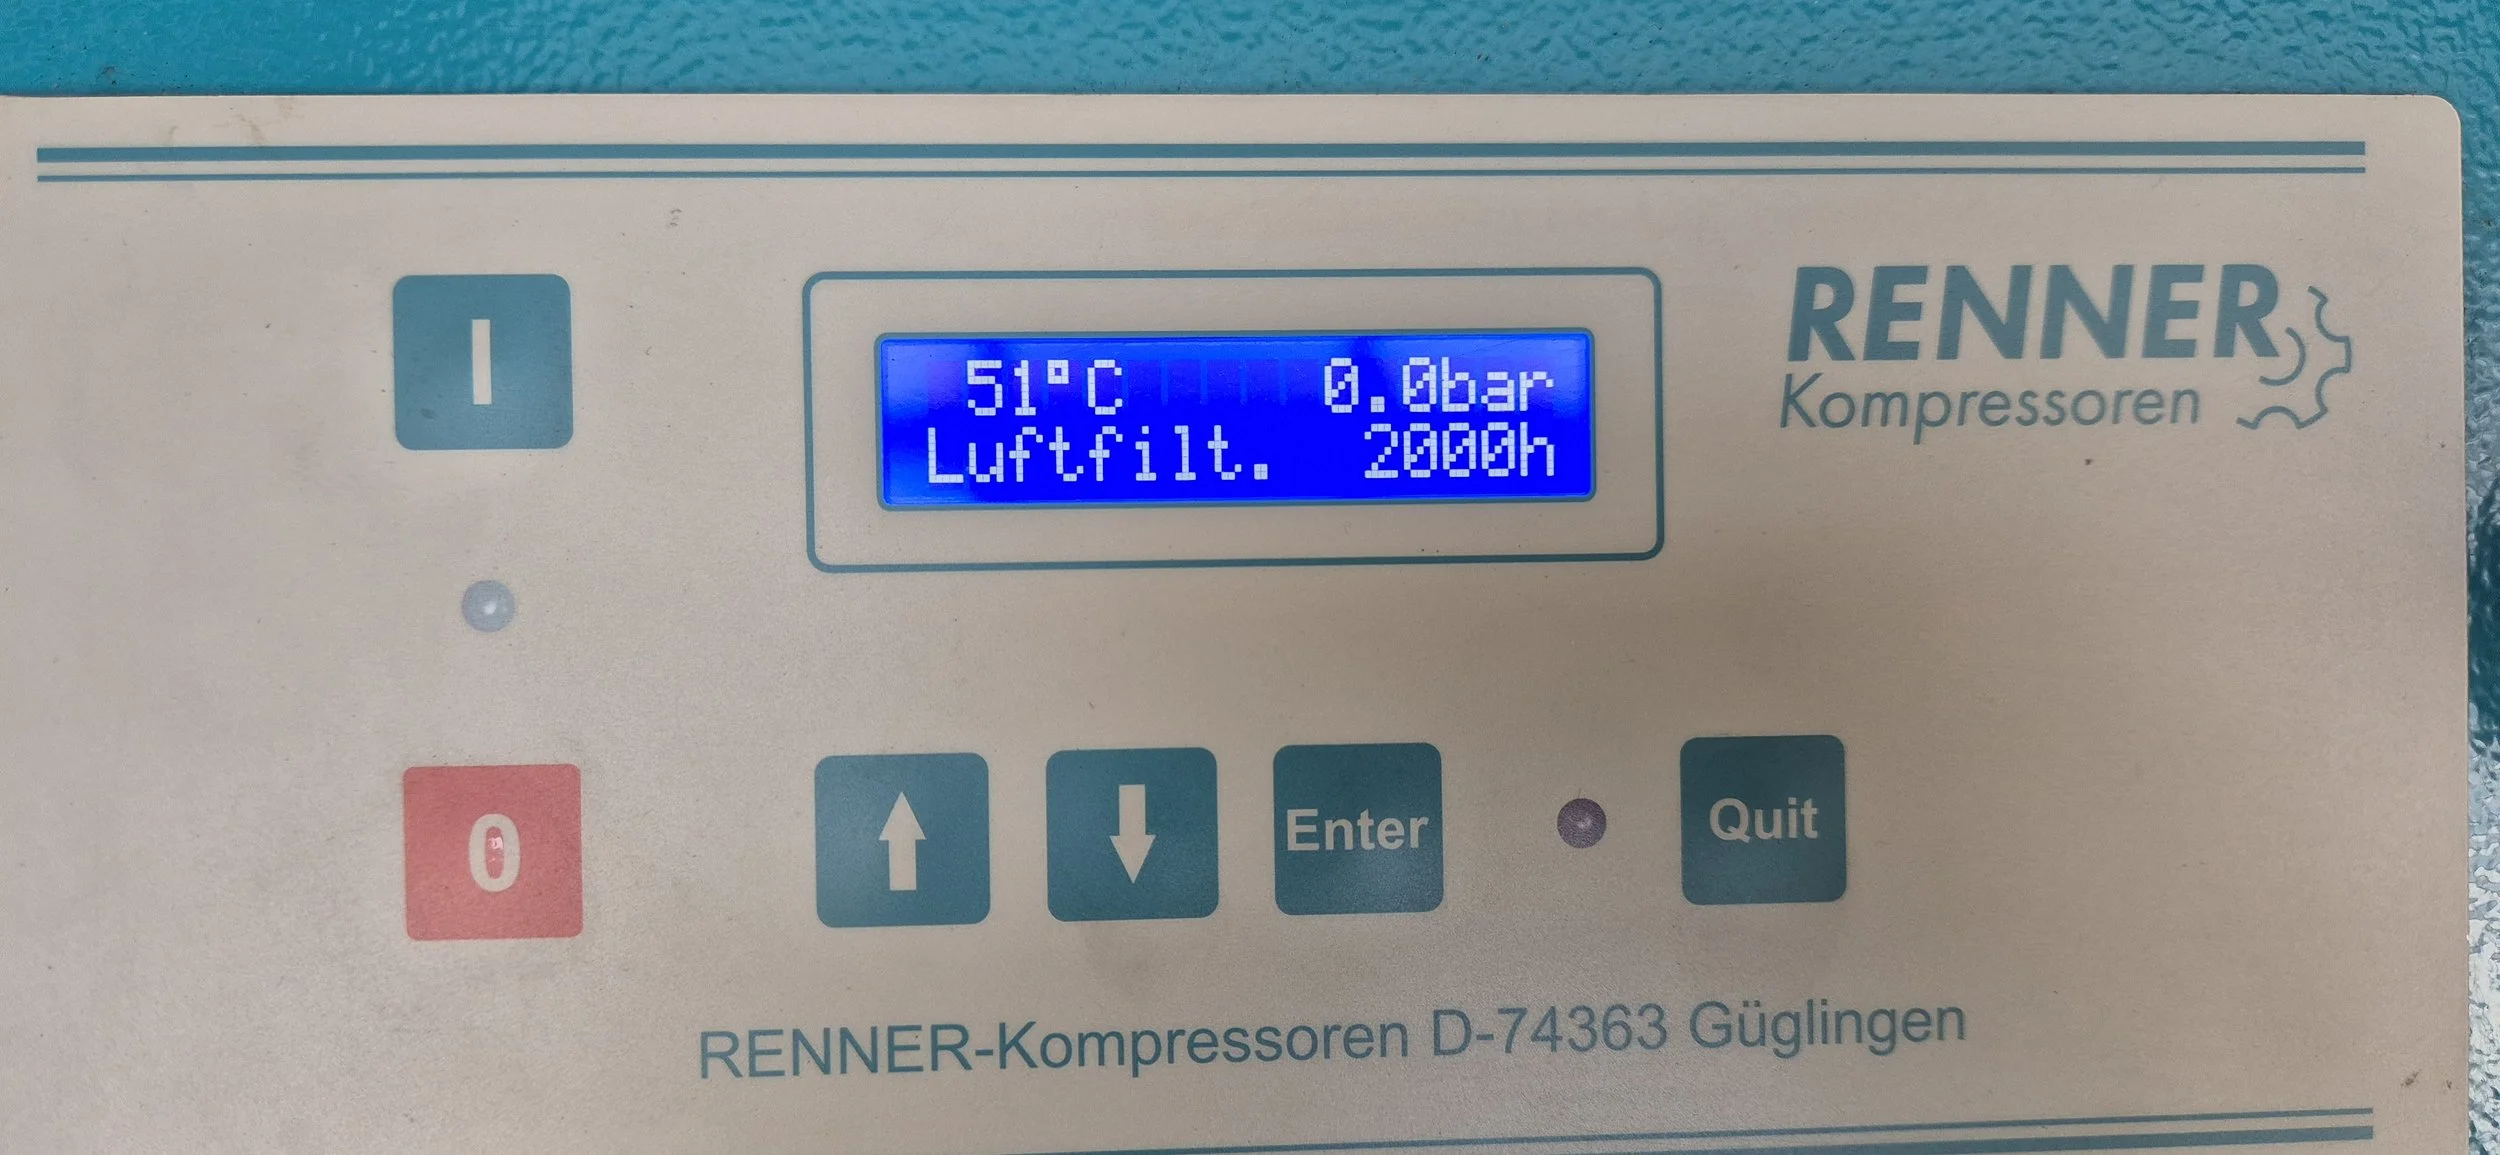 I
51°C 0.0bar
Luftfilt. 2000h
RENNER
Kompressoren
0
Enter
Quit
RENNER-Kompressoren D-74363 Güglingen